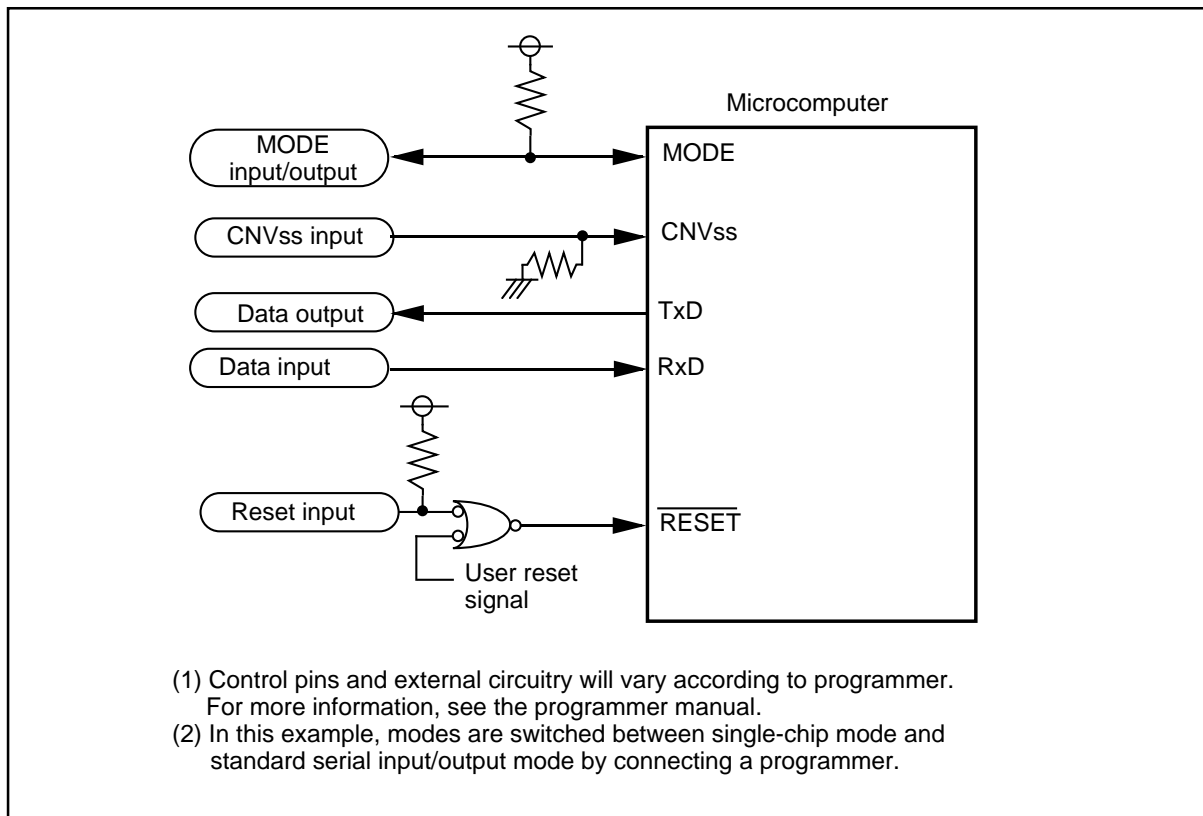 Microcomputer
MODE
input/output
MODE
CNVss input
CNVss
Data output
TxD
Data input
RxD
Reset input
RESET
User reset
signal
(1) Control pins and external circuitry will vary according to programmer.
For more information, see the programmer manual.
(2) In this example, modes are switched between single-chip mode and
standard serial input/output mode by connecting a programmer.